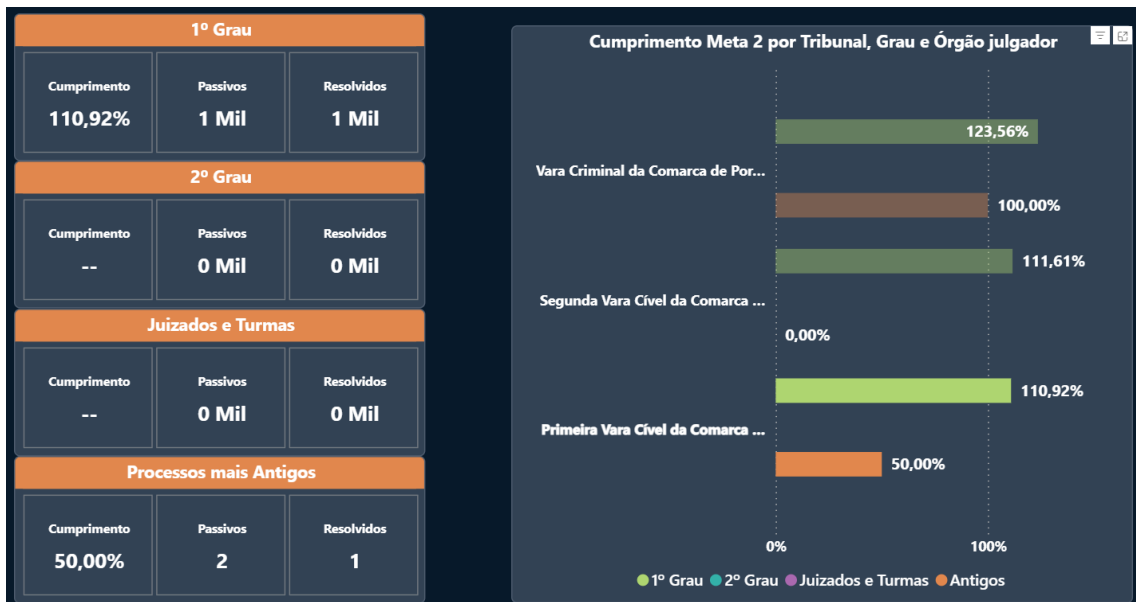 1º Grau
Cumprimento Passivos Resolvidos
110,92% 1 Mil 1 Mil
2º Grau
Cumprimento Passivos Resolvidos
-- 0 Mil 0 Mil
Juizados e Turmas
Cumprimento Passivos Resolvidos
-- 0 Mil 0 Mil
Processos mais Antigos
Cumprimento Passivos Resolvidos
50,00% 2 1
Cumprimento Meta 2 por Tribunal, Grau e Órgão julgador
123,56%
Vara Criminal da Comarca de Por...
100,00%
111,61%
Segunda Vara Cível da Comarca ...
0,00%
110,92%
Primeira Vara Cível da Comarca ...
50,00%
0% 100%
1º Grau 2º Grau Juizados e Turmas Antigos